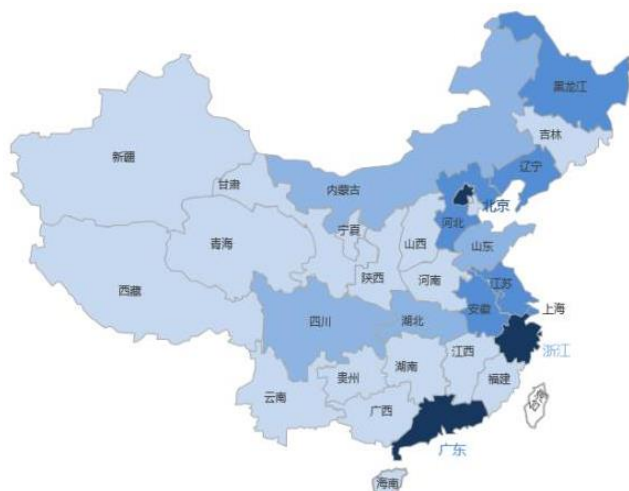 黑龙江
吉林
新疆
辽宁
甘肃
内蒙古
北京
河北
宁夏
山西
山东
青海
陕西
河南
西藏
江苏
安徽
上海
四川
湖北
浙江
江西
湖南
贵州
福建
云南
台湾
广西
广东
海南